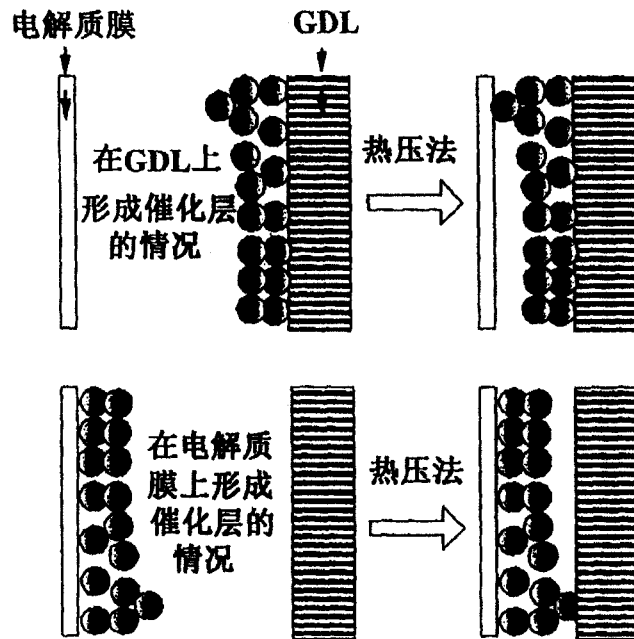 电解质膜
GDL
在GDL上
形成催化层
的情况
热压法
在电解质
膜上形成
催化层的
情况
热压法